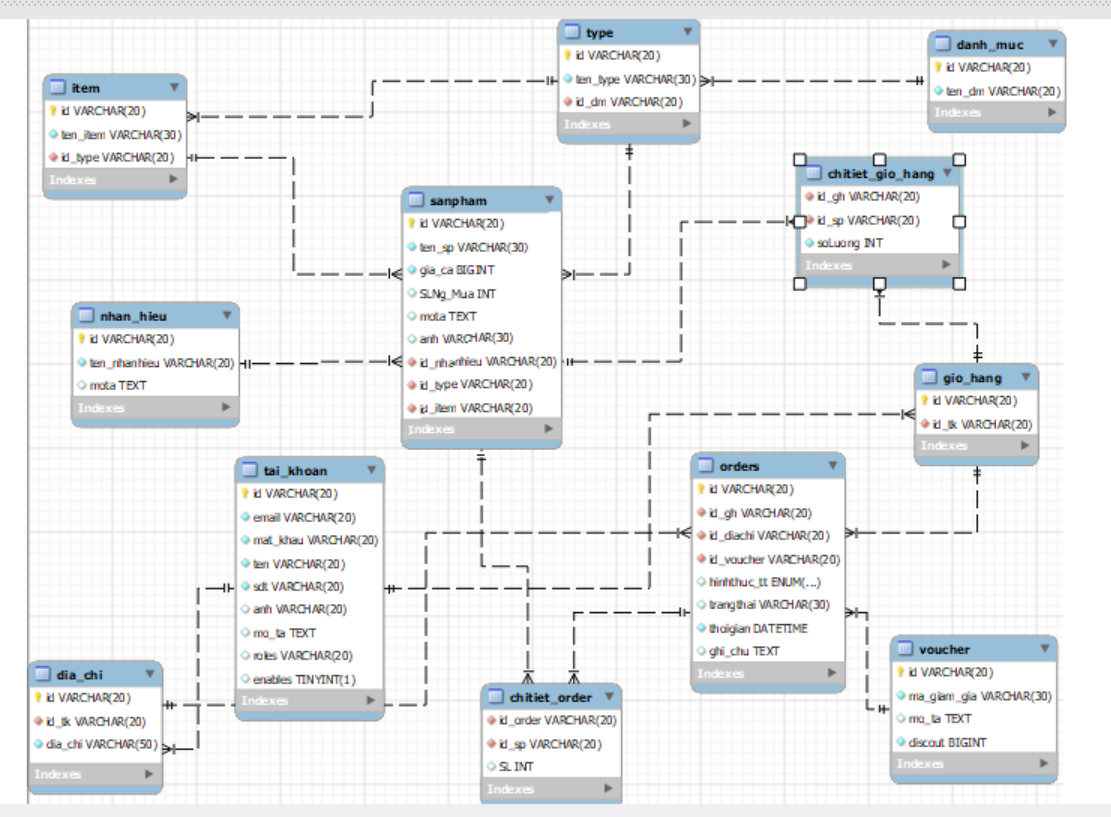 type
id VARCHAR(20)
ten_type VARCHAR(30)
id_dm VARCHAR(20)
Indexes
danh_muc
id VARCHAR(20)
ten_dm VARCHAR(20)
Indexes
item
id VARCHAR(20)
ten_item VARCHAR(30)
id_type VARCHAR(20)
Indexes
chitiet_gio_hang
id_gh VARCHAR(20)
id_sp VARCHAR(20)
soLuong INT
Indexes
sanpham
id VARCHAR(20)
ten_sp VARCHAR(30)
gia_ca BIGINT
SLNg_Mua INT
mota TEXT
anh VARCHAR(30)
id_nhanhieu VARCHAR(20)
id_type VARCHAR(20)
id_item VARCHAR(20)
Indexes
nhan_hieu
id VARCHAR(20)
ten_nhanhieu VARCHAR(20)
mota TEXT
Indexes
gio_hang
id VARCHAR(20)
id_tk VARCHAR(20)
Indexes
tai_khoan
id VARCHAR(20)
email VARCHAR(20)
mat_khau VARCHAR(20)
ten VARCHAR(20)
sdt VARCHAR(20)
anh VARCHAR(20)
mo_ta TEXT
roles VARCHAR(20)
enables TINYINT(1)
Indexes
orders
id VARCHAR(20)
id_gh VARCHAR(20)
id_diachi VARCHAR(20)
id_voucher VARCHAR(20)
hinhthuc_tt ENUM(...)
trangthai VARCHAR(30)
thoigian DATETIME
ghi_chu TEXT
Indexes
voucher
id VARCHAR(20)
ma_giam_gia VARCHAR(30)
mo_ta TEXT
discout BIGINT
Indexes
dia_chi
id VARCHAR(20)
id_tk VARCHAR(20)
dia_chi VARCHAR(50)
Indexes
chitiet_order
id_order VARCHAR(20)
id_sp VARCHAR(20)
SL INT
Indexes